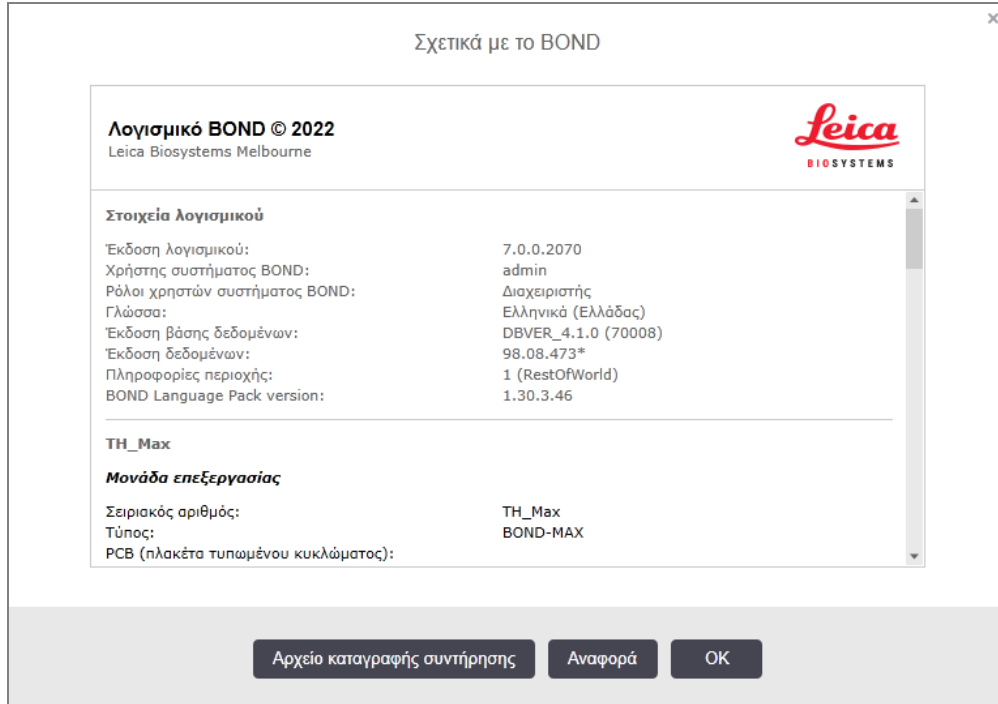 Σχετικά με το BOND
Λογισμικό BOND © 2022
Leica Biosystems Melbourne
Leica
BIOSYSTEMS
Στοιχεία λογισμικού
Έκδοση λογισμικού: 7.0.0.2070
Χρήστης συστήματος BOND: admin
Ρόλοι χρηστών συστήματος BOND: Διαχειριστής
Γλώσσα: Ελληνικά (Ελλάδας)
Έκδοση βάσης δεδομένων: DBVER_4.1.0 (70008)
Έκδοση δεδομένων: 98.08.473*
Πληροφορίες περιοχής: 1 (RestOfWorld)
BOND Language Pack version: 1.30.3.46
TH_Max
Μονάδα επεξεργασίας
Σειριακός αριθμός: TH_Max
Τύπος: BOND-MAX
PCB (πλακέτα τυπωμένου κυκλώματος):
Αρχείο καταγραφής συντήρησης Αναφορά OK